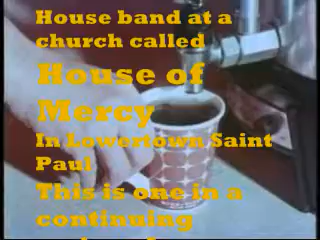 House band at a
church called
House of
Mercy
In Lowertown Saint
Paul
This is one in a
continuing